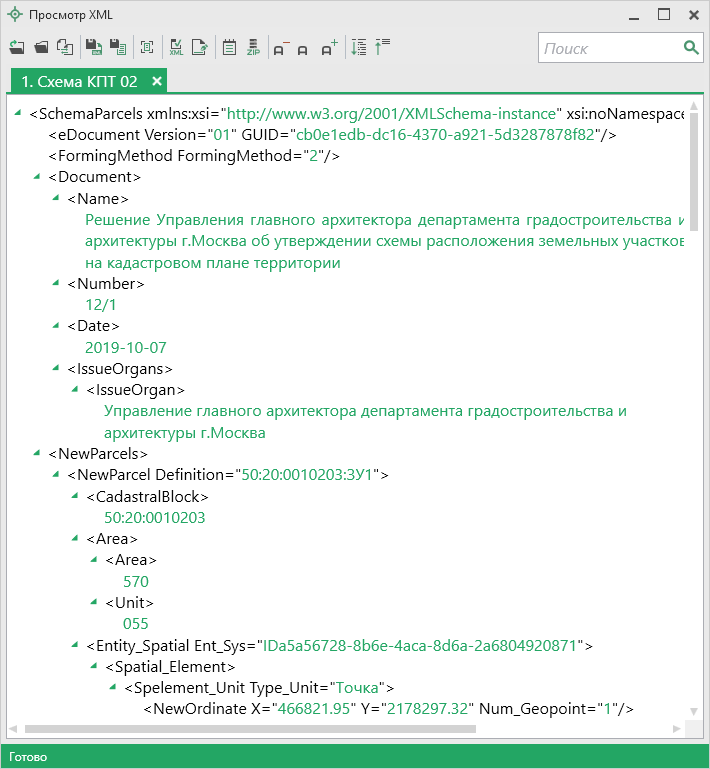 Просмотр XML
XML
ZIP
a
a
a
Поиск
1. Схема КПТ 02
<SchemaParcels xmlns:xsi="http://www.w3.org/2001/XMLSchema-instance" xsi:noNamespace
<eDocument Version="01" GUID="cb0e1edb-dc16-4370-a921-5d3287878f82"/>
<FormingMethod FormingMethod="2"/>
<Document>
<Name>
Решение Управления главного архитектора департамента градостроительства и
архитектуры г.Москва об утверждении схемы расположения земельных участков
на кадастровом плане территории
<Number>
12/1
<Date>
2019-10-07
<IssueOrgans>
<IssueOrgan>
Управление главного архитектора департамента градостроительства и
архитектуры г.Москва
<NewParcels>
<NewParcel Definition="50:20:0010203:ЗУ1">
<CadastralBlock>
50:20:0010203
<Area>
<Area>
570
<Unit>
055
<Entity_Spatial Ent_Sys="IDa5a56728-8b6e-4aca-8d6a-2a6804920871">
<Spatial_Element>
<Spelement_Unit Type_Unit="Точка">
<NewOrdinate X="466821.95" Y="2178297.32" Num_Geopoint="1"/>
Готово